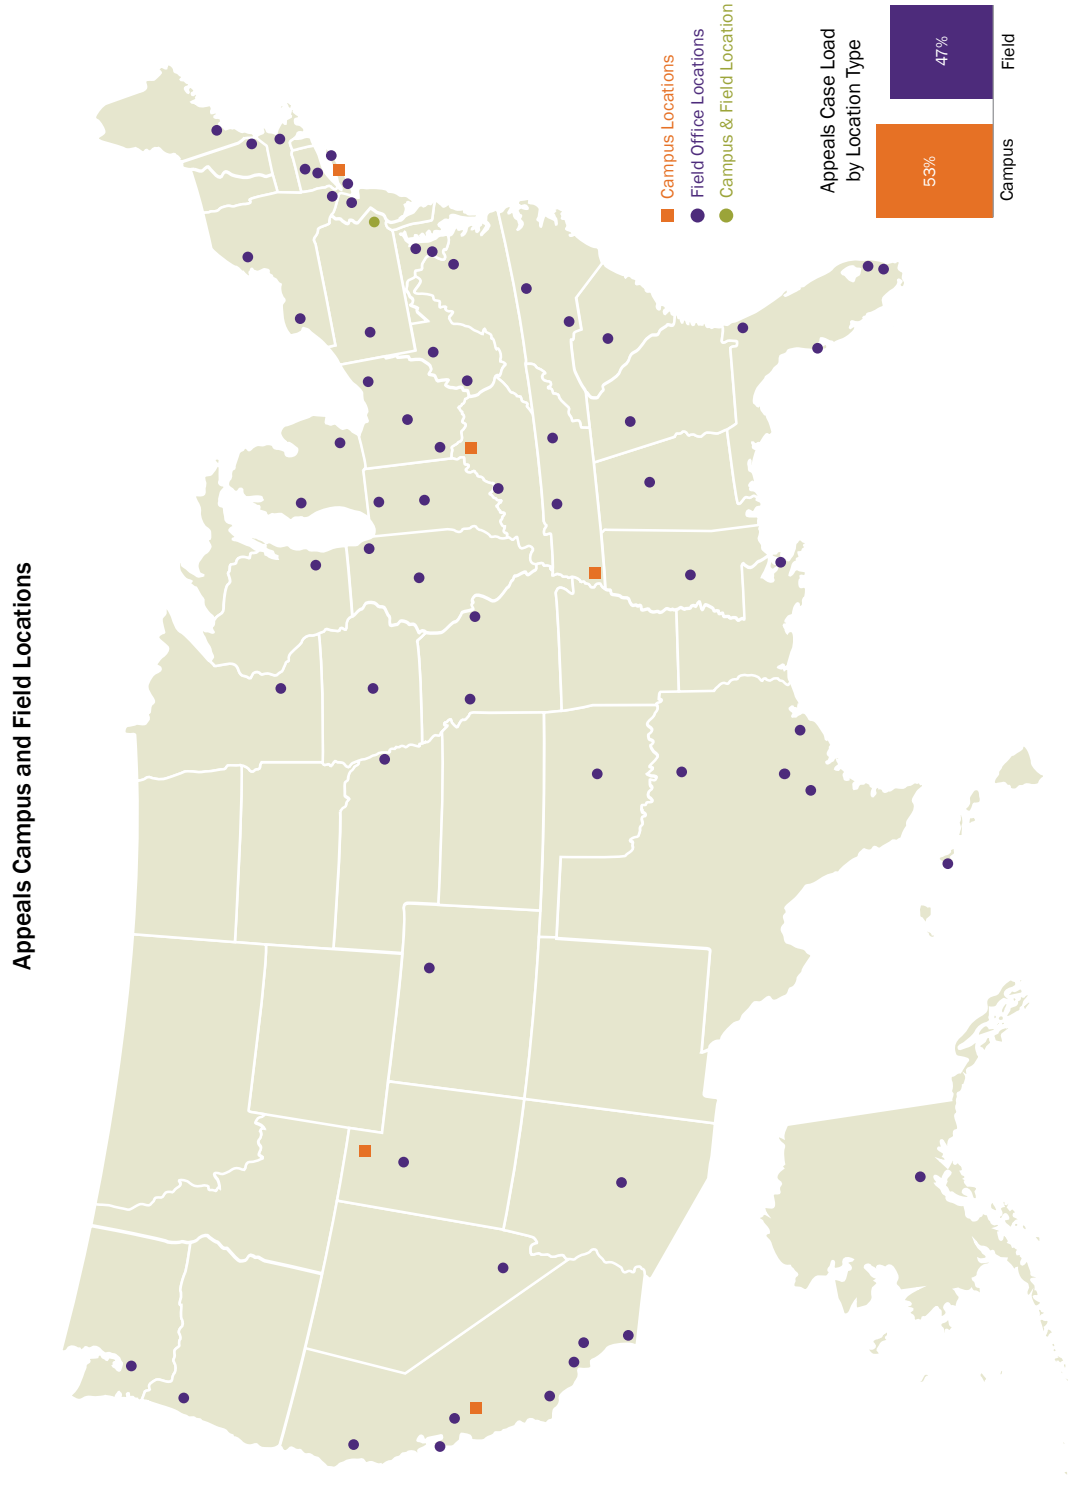 Appeals Campus and Field Locations
Campus Locations
Field Office Locations
Campus & Field Location
Appeals Case Load
by Location Type
53%
47%
Campus
Field